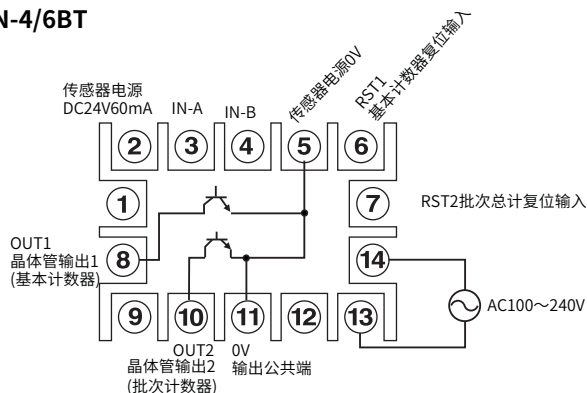 N-4/6BT
传感器电源
DC24V60mA
IN-A
IN-B
传感器电源0V
RST1
基本计数器复位输入
2
3
4
5
6
1
7
RST2批次总计复位输入
OUT1
晶体管输出1
(基本计数器)
8
14
AC100～240V
9
10
11
12
13
OUT2
晶体管输出2
(批次计数器)
0V
输出公共端